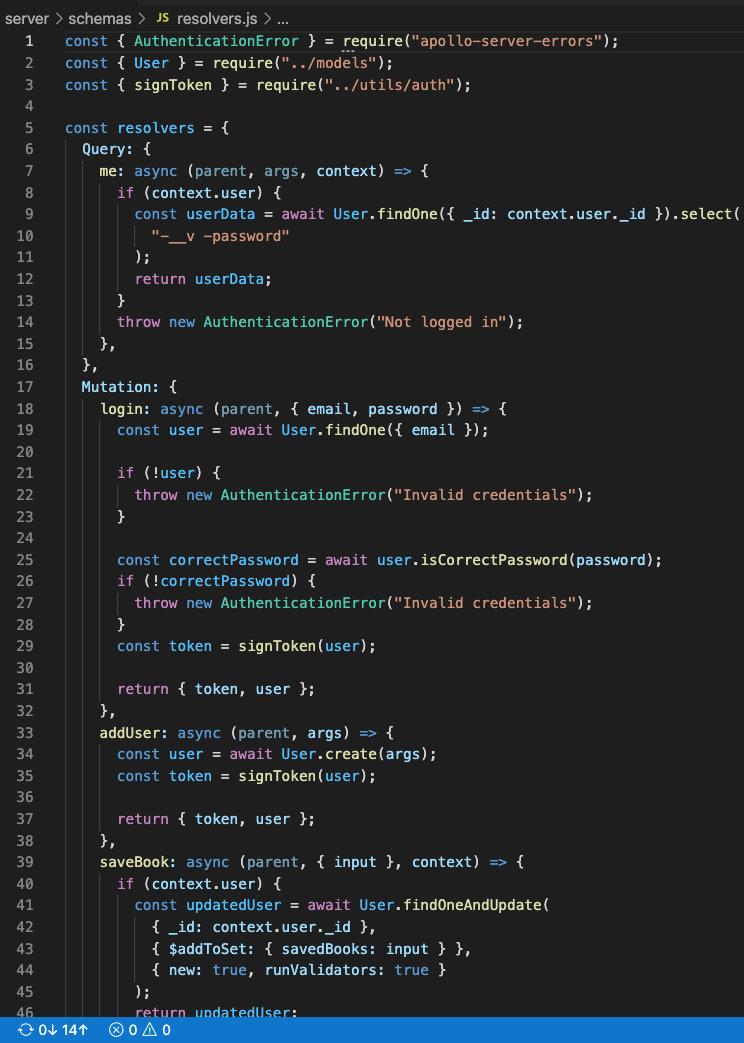 server > schemas > JS resolvers.js > ...
1 const { AuthenticationError } = require("apollo-server-errors");
2 const { User } = require("../models");
3 const { signToken } = require("../utils/auth");
4
5 const resolvers = {
6 Query: {
7 me: async (parent, args, context) => {
8 if (context.user) {
9 const userData = await User.findOne({ _id: context.user._id }).select(
10 "-__v -password"
11 );
12 return userData;
13 }
14 throw new AuthenticationError("Not logged in");
15 },
16 },
17 Mutation: {
18 login: async (parent, { email, password }) => {
19 const user = await User.findOne({ email });
20
21 if (!user) {
22 throw new AuthenticationError("Invalid credentials");
23 }
24
25 const correctPassword = await user.isCorrectPassword(password);
26 if (!correctPassword) {
27 throw new AuthenticationError("Invalid credentials");
28 }
29 const token = signToken(user);
30
31 return { token, user };
32 },
33 addUser: async (parent, args) => {
34 const user = await User.create(args);
35 const token = signToken(user);
36
37 return { token, user };
38 },
39 saveBook: async (parent, { input }, context) => {
40 if (context.user) {
41 const updatedUser = await User.findOneAndUpdate(
42 { _id: context.user._id },
43 { $addToSet: { savedBooks: input } },
44 { new: true, runValidators: true }
45 );
46 return updatedUser;
0↓ 14↑ 0 0